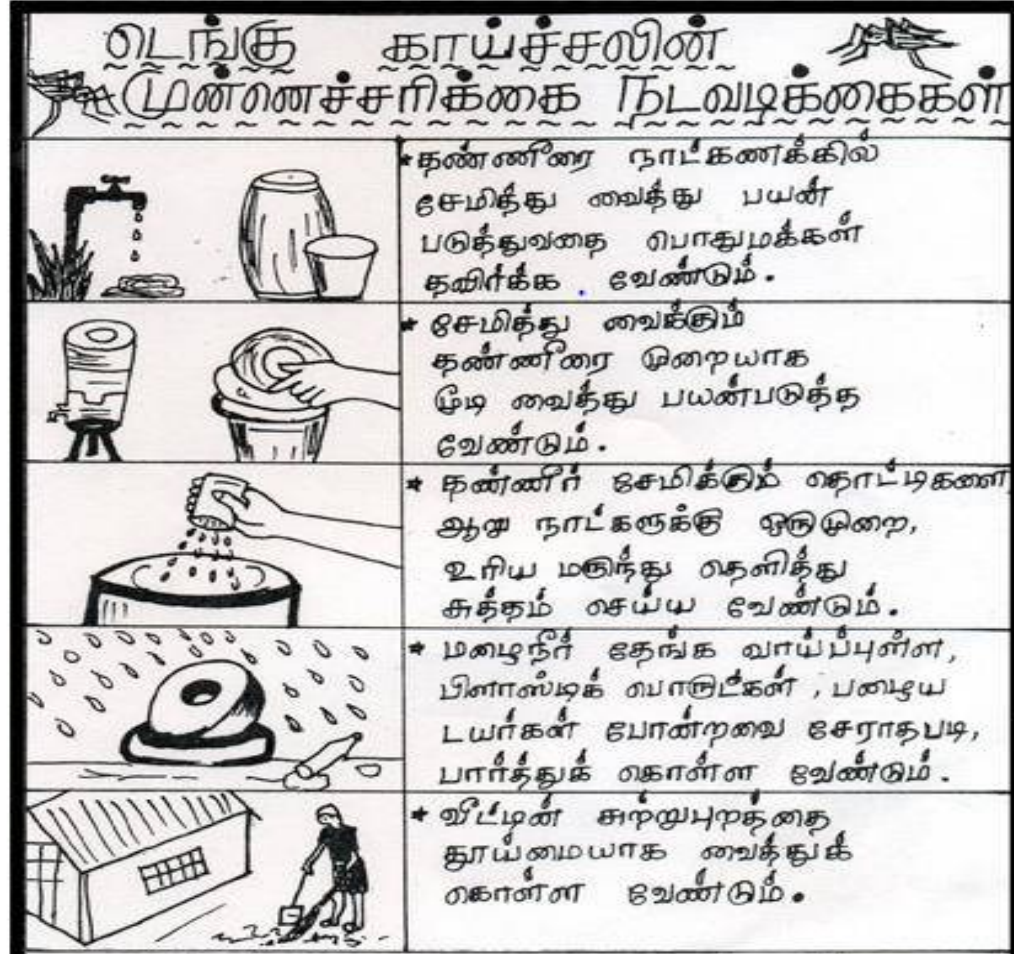 டெங்கு காய்ச்சலின்
முன்னெச்சரிக்கை நடவடிக்கைகள்
* தண்ணீரை நாட்கணக்கில்
சேமித்து வைத்து பயன்
படுத்துவதை பொதுமக்கள்
தவிர்க்க வேண்டும்.
* சேமித்து வைக்கும்
தண்ணீரை முறையாக
மூடி வைத்து பயன்படுத்த
வேண்டும்.
* தண்ணீர் சேமிக்கும் தொட்டிகளை,
ஆறு நாட்களுக்கு ஒருமுறை,
உரிய மருந்து தெளித்து
சுத்தம் செய்ய வேண்டும்.
* மழைநீர் தேங்க வாய்ப்புள்ள,
பிளாஸ்டிக் பொருட்கள், பழைய
டயர்கள் போன்றவை சேராதபடி,
பார்த்துக் கொள்ள வேண்டும்.
* வீட்டின் சுற்றுபுறத்தை
தூய்மையாக வைத்துக்
கொள்ள வேண்டும்.